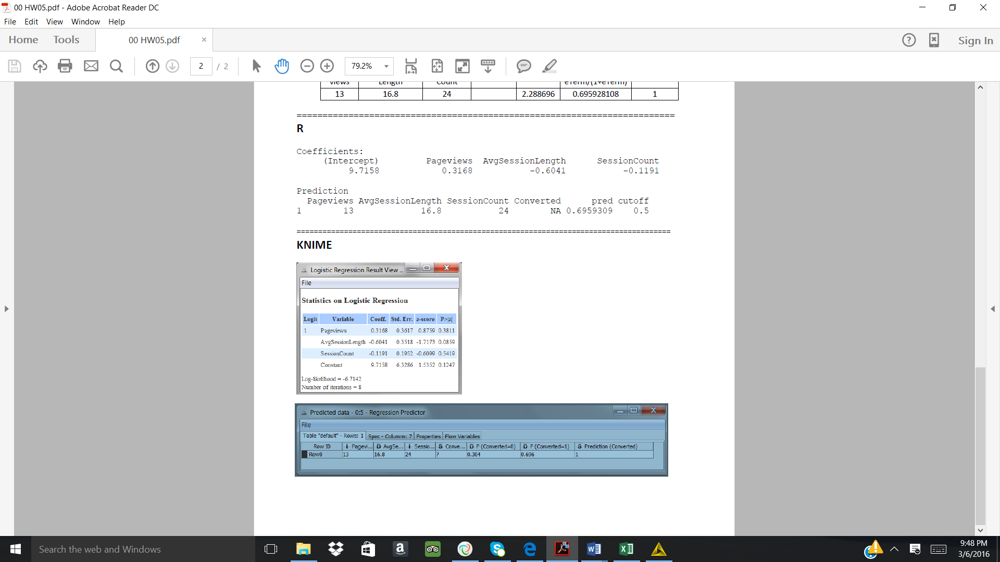 00 HW05.pdf - Adobe Acrobat Reader DC
File Edit View Window Help
Home Tools 00 HW05.pdf × Sign In
2 / 2 79.2%
views Length Count eTerm/(1+eTerm)
13 16.8 24 2.288696 0.695928108 1
=========================================================================
R
Coefficients:
(Intercept) Pageviews AvgSessionLength SessionCount
9.7158 0.3168 -0.6041 -0.1191
Prediction
Pageviews AvgSessionLength SessionCount Converted pred cutoff
1 13 16.8 24 NA 0.6959309 0.5
=========================================================================
KNIME
Logistic Regression Result View ...
File
Statistics on Logistic Regression
Logit Variable Coeff. Std. Err. z-score P>|z|
1 Pageviews 0.3168 0.3617 0.8759 0.3811
AvgSessionLength -0.6041 0.3518 -1.7173 0.0859
SessionCount -0.1191 0.1952 -0.6099 0.5419
Constant 9.7158 6.3286 1.5352 0.1247
Log-likelihood = -6.7142
Number of iterations = 8
Predicted data - 0:5 - Regression Predictor
File
Table "default" - Rows: 1 Spec - Columns: 7 Properties Flow Variables
Row ID I Pagevi... D AvgSe... I Sessio... S Conve... D P (Converted=0) D P (Converted=1) S Prediction (Converted)
Row0 13 16.8 24 ? 0.304 0.696 1
Search the web and Windows
9:48 PM
3/6/2016